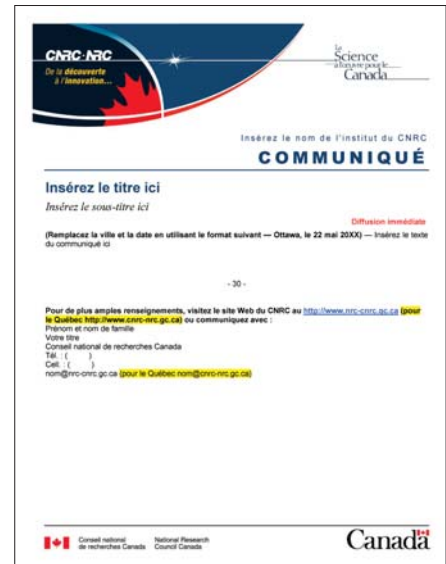 CNRC·NRC
De la découverte
à l'innovation...
La
Science
à l'œuvre pour le
Canada
Insérez le nom de l'institut du CNRC
COMMUNIQUÉ
Insérez le titre ici
Insérez le sous-titre ici
Diffusion immédiate
(Remplacez la ville et la date en utilisant le format suivant — Ottawa, le 22 mai 20XX) — Insérez le texte
du communiqué ici
- 30 -
Pour de plus amples renseignements, visitez le site Web du CNRC au http://www.nrc-cnrc.gc.ca (pour
le Québec http://www.cnrc-nrc.gc.ca) ou communiquez avec :
Prénom et nom de famille
Votre titre
Conseil national de recherches Canada
Tél. : ( )
Cell. : ( )
nom@nrc-cnrc.gc.ca (pour le Québec nom@cnrc-nrc.gc.ca)
Conseil national National Research
de recherches Canada Council Canada
Canada